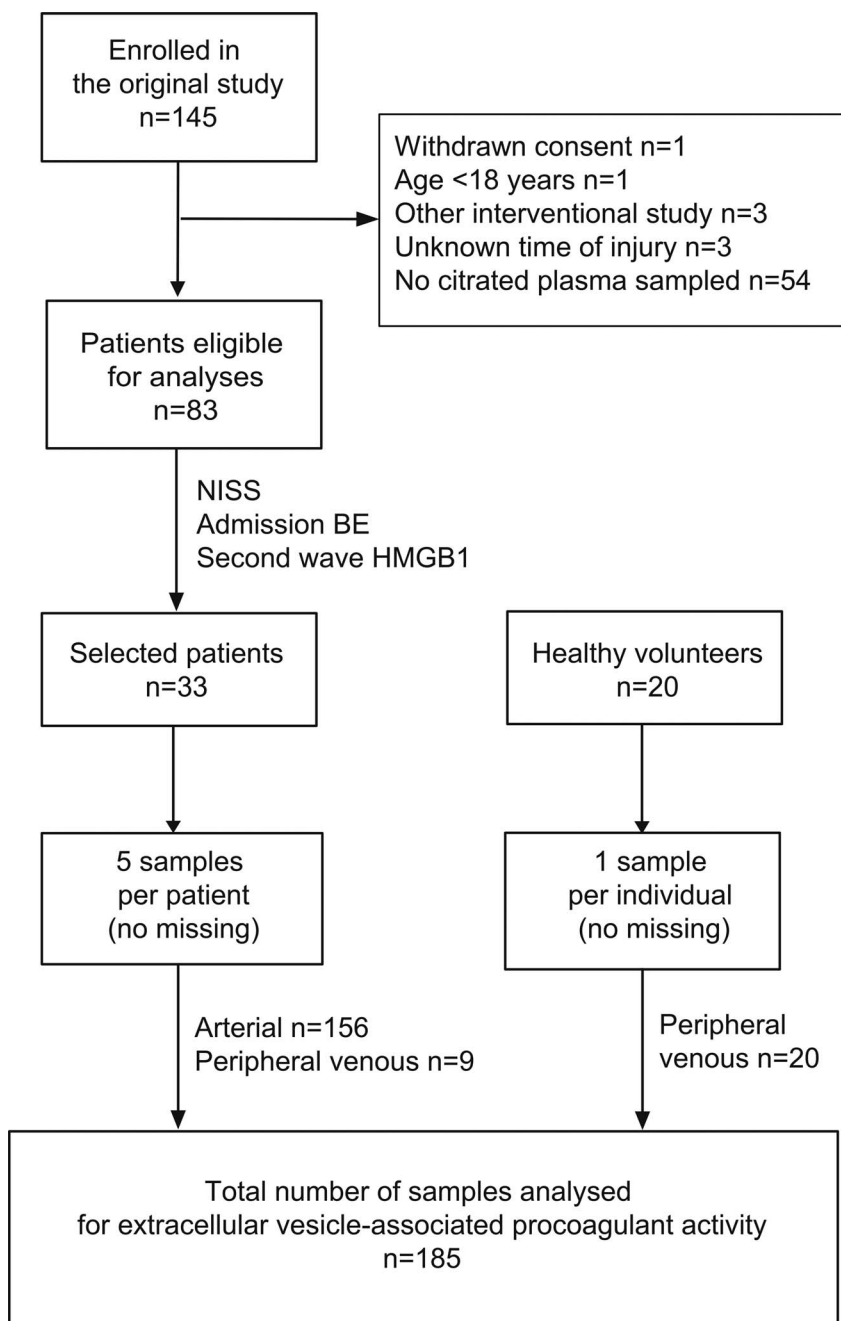 Enrolled in
the original study
n=145
Withdrawn consent n=1
Age <18 years n=1
Other interventional study n=3
Unknown time of injury n=3
No citrated plasma sampled n=54
Patients eligible
for analyses
n=83
NISS
Admission BE
Second wave HMGB1
Selected patients
n=33
Healthy volunteers
n=20
5 samples
per patient
(no missing)
1 sample
per individual
(no missing)
Arterial n=156
Peripheral venous n=9
Peripheral
venous n=20
Total number of samples analysed
for extracellular vesicle-associated procoagulant activity
n=185